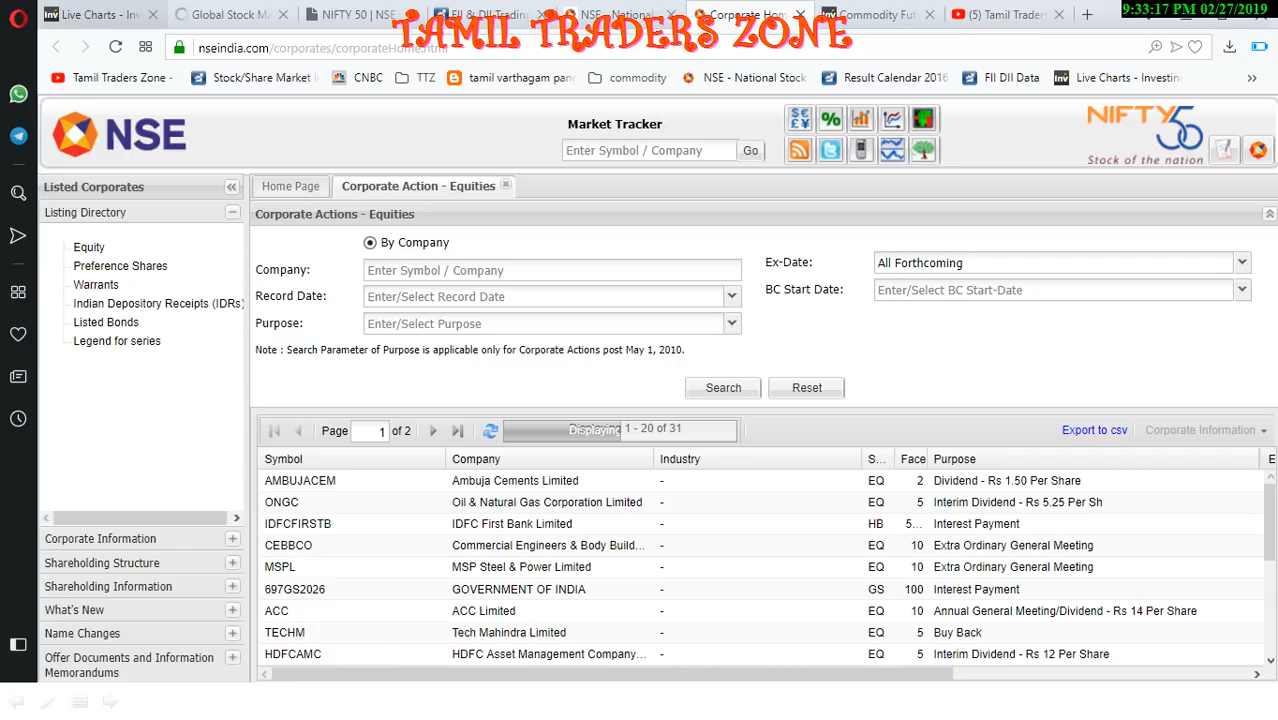 Live Charts - Inv
Global Stock M
NIFTY 50 | NSE
FII & DII-Trading
NSE - National
Corporate Hom
Commodity Fut
(5) Tamil Trader
9:33:17 PM 02/27/2019
TAMIL TRADERS ZONE
nseindia.com/corporates/corporateHome.html
Tamil Traders Zone -
Stock/Share Market I
CNBC
TTZ
tamil varthagam pan
commodity
NSE - National Stock
Result Calendar 2016
FII DII Data
Live Charts - Investin
NSE
Market Tracker
Enter Symbol / Company
Go
NIFTY 50
Stock of the nation
Listed Corporates
Home Page
Corporate Action - Equities
Listing Directory
Corporate Actions - Equities
Equity
Preference Shares
Warrants
Indian Depository Receipts (IDRs)
Listed Bonds
Legend for series
By Company
Company:
Enter Symbol / Company
Ex-Date:
All Forthcoming
Record Date:
Enter/Select Record Date
BC Start Date:
Enter/Select BC Start-Date
Purpose:
Enter/Select Purpose
Note : Search Parameter of Purpose is applicable only for Corporate Actions post May 1, 2010.
Search
Reset
Page 1 of 2
Displaying 1 - 20 of 31
Export to csv
Corporate Information
Symbol Company Industry S... Face Purpose E
AMBUJACEM Ambuja Cements Limited - EQ 2 Dividend - Rs 1.50 Per Share
ONGC Oil & Natural Gas Corporation Limited - EQ 5 Interim Dividend - Rs 5.25 Per Sh
IDFCFIRSTB IDFC First Bank Limited - HB 5... Interest Payment
CEBBCO Commercial Engineers & Body Build... - EQ 10 Extra Ordinary General Meeting
MSPL MSP Steel & Power Limited - EQ 10 Extra Ordinary General Meeting
697GS2026 GOVERNMENT OF INDIA - GS 100 Interest Payment
ACC ACC Limited - EQ 10 Annual General Meeting/Dividend - Rs 14 Per Share
TECHM Tech Mahindra Limited - EQ 5 Buy Back
HDFCAMC HDFC Asset Management Company... - EQ 5 Interim Dividend - Rs 12 Per Share
Corporate Information
Shareholding Structure
Shareholding Information
What's New
Name Changes
Offer Documents and Information
Memorandums